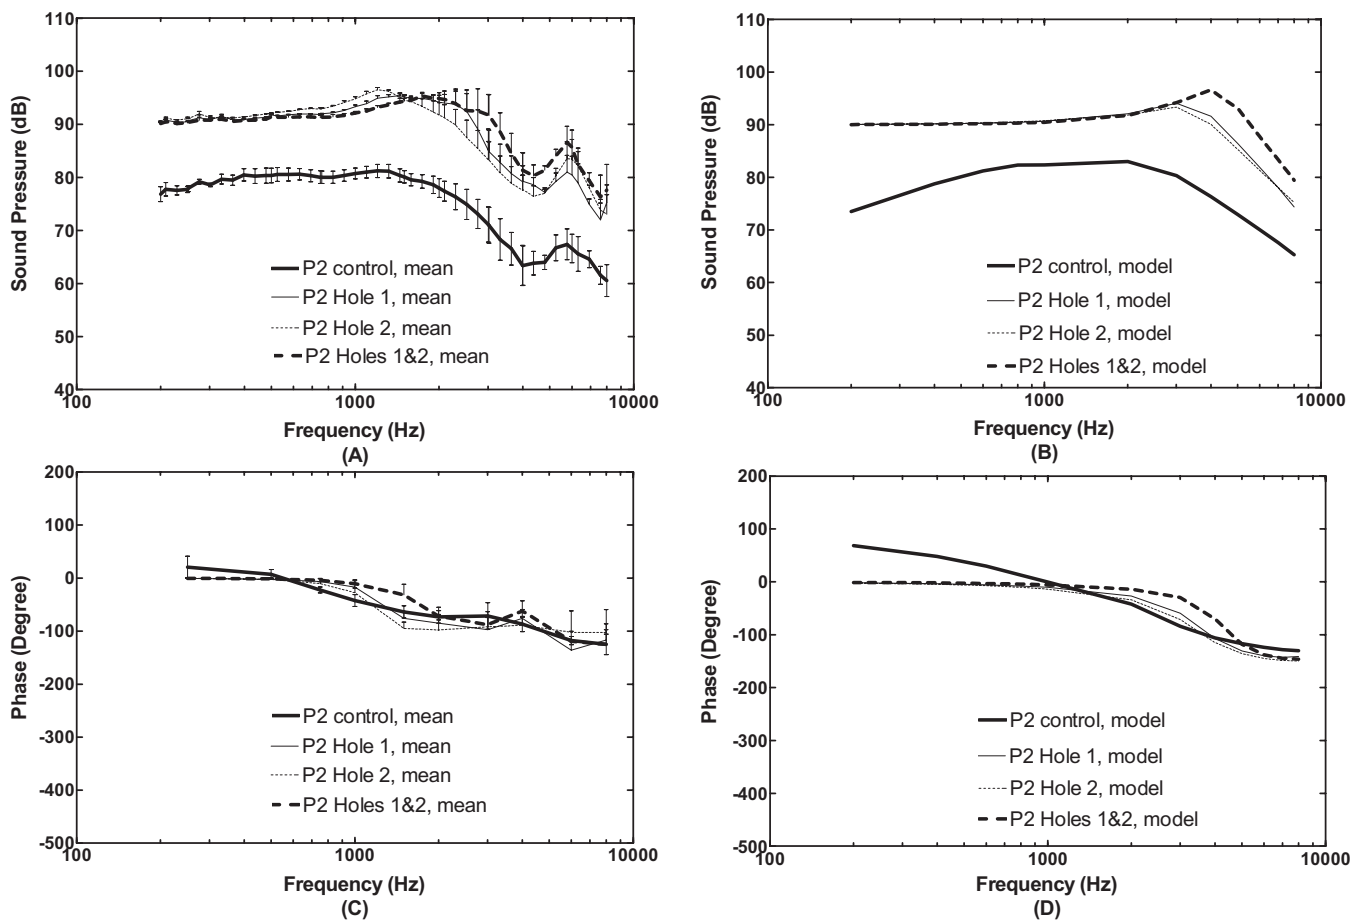 110
100
90
80
70
60
50
40
100
1000
10000
Sound Pressure (dB)
P2 control, mean
P2 Hole 1, mean
P2 Hole 2, mean
P2 Holes 1&2, mean
Frequency (Hz)
(A)
110
100
90
80
70
60
50
40
100
1000
10000
Sound Pressure (dB)
P2 control, model
P2 Hole 1, model
P2 Hole 2, model
P2 Holes 1&2, model
Frequency (Hz)
(B)
200
100
0
-100
-200
-300
-400
-500
100
1000
10000
Phase (Degree)
P2 control, mean
P2 Hole 1, mean
P2 Hole 2, mean
P2 Holes 1&2, mean
Frequency (Hz)
(C)
200
100
0
-100
-200
-300
-400
-500
100
1000
10000
Phase (Degree)
P2 control, model
P2 Hole 1, model
P2 Hole 2, model
P2 Holes 1&2, model
Frequency (Hz)
(D)